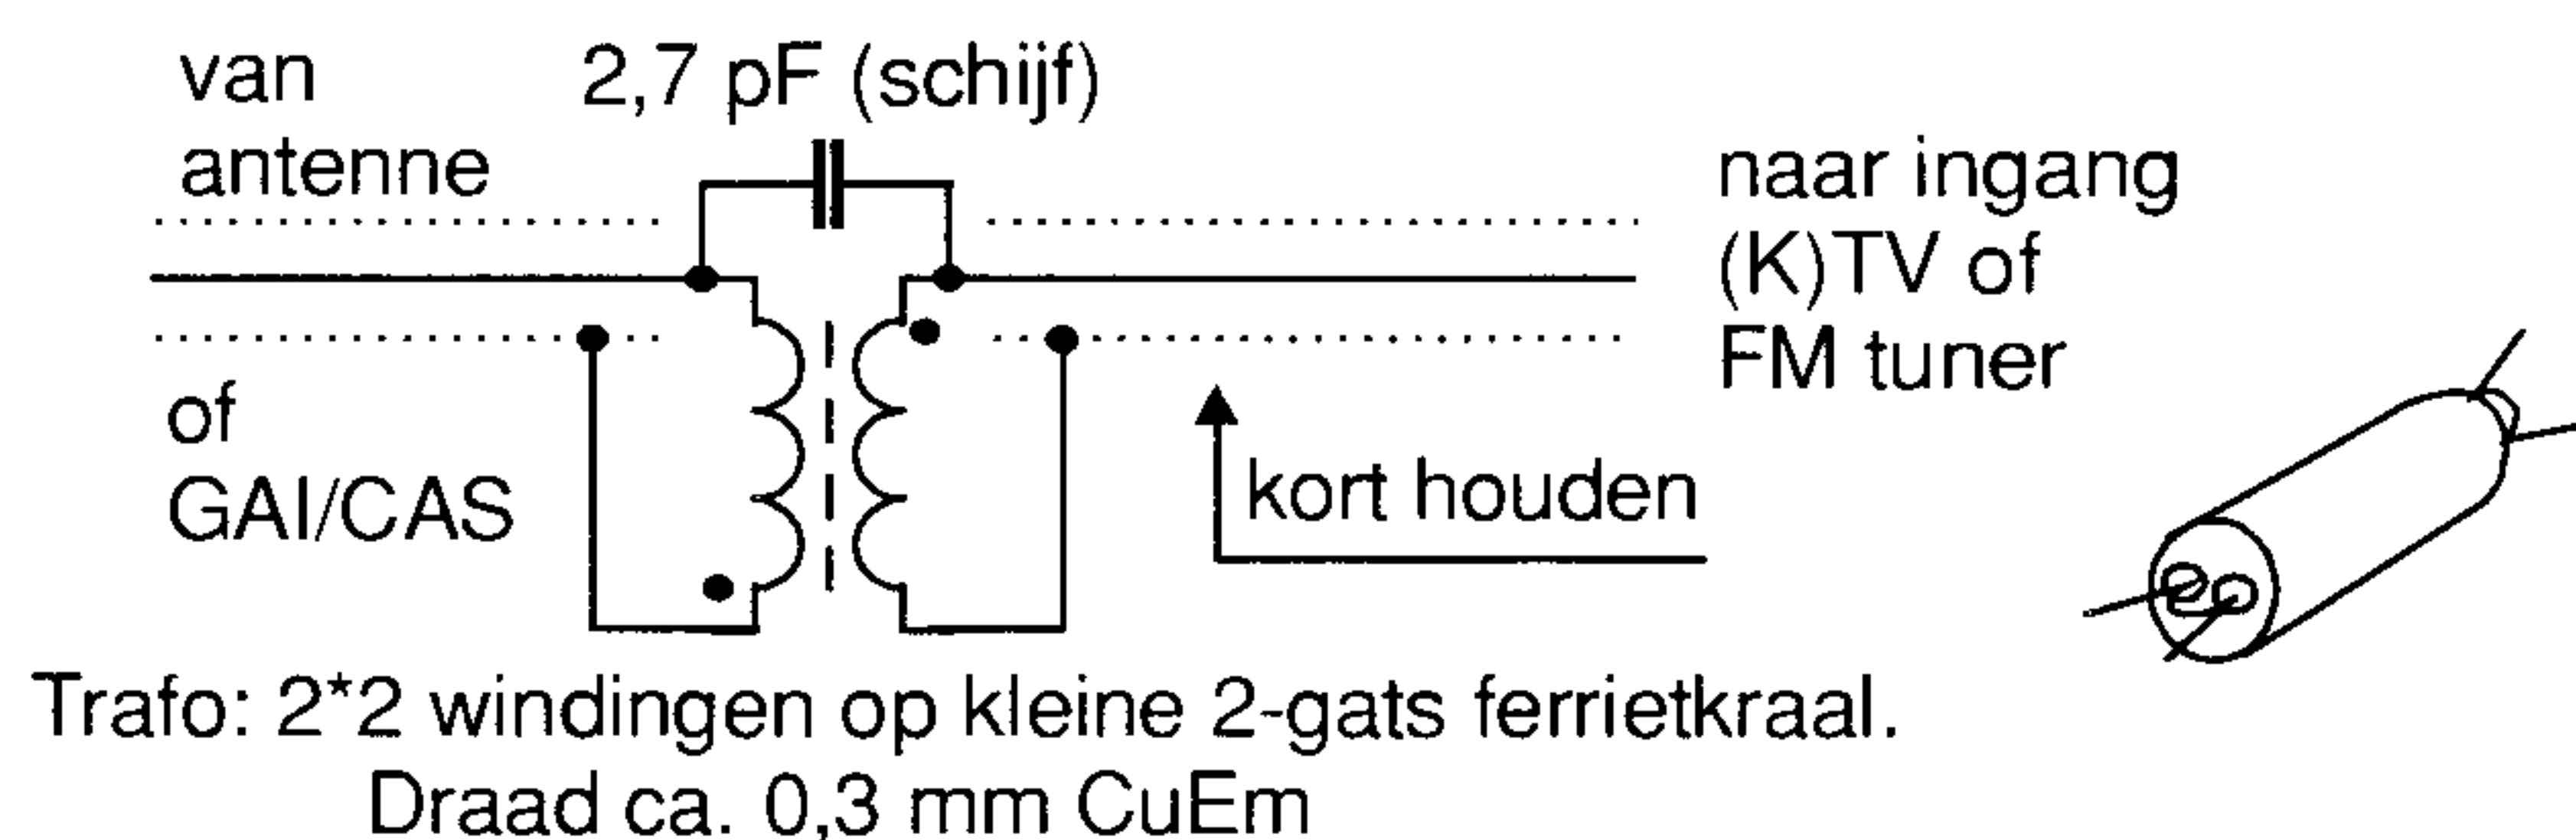 van
antenne
2,7 pF (schijf)
naar ingang
(K)TV of
FM tuner
of
GAI/CAS
kort houden
Trafo: 2*2 windingen op kleine 2-gats ferrietkraal.
Draad ca. 0,3 mm CuEm